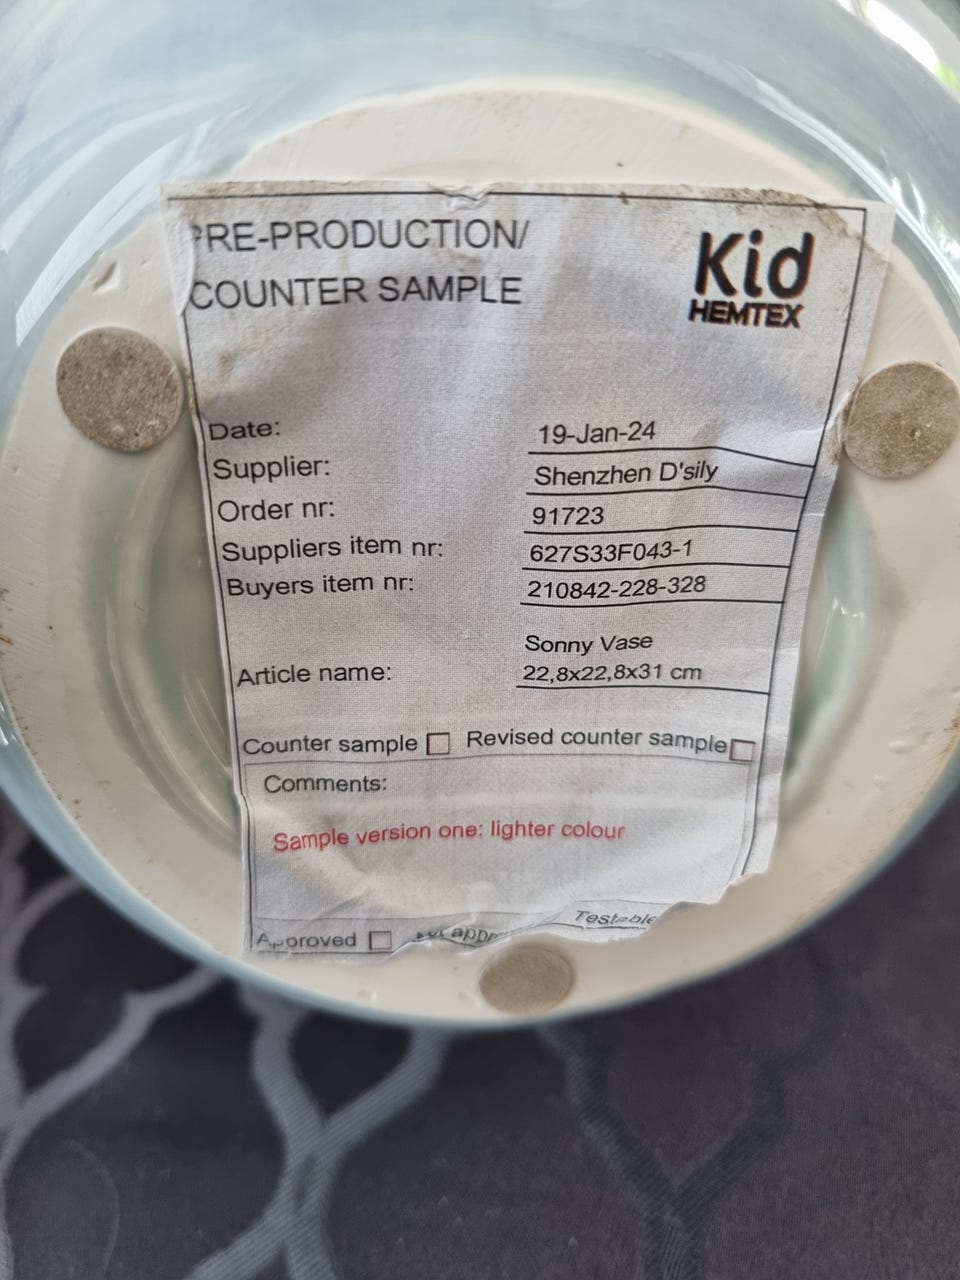 PRE-PRODUCTION/
COUNTER SAMPLE
Kid
HEMTEX
Date: 19-Jan-24
Supplier: Shenzhen D'sily
Order nr: 91723
Suppliers item nr: 627S33F043-1
Buyers item nr: 210842-228-328
Sonny Vase
Article name: 22,8x22,8x31 cm
Counter sample Revised counter sample
Comments:
Sample version one: lighter colour
Testable
Approved